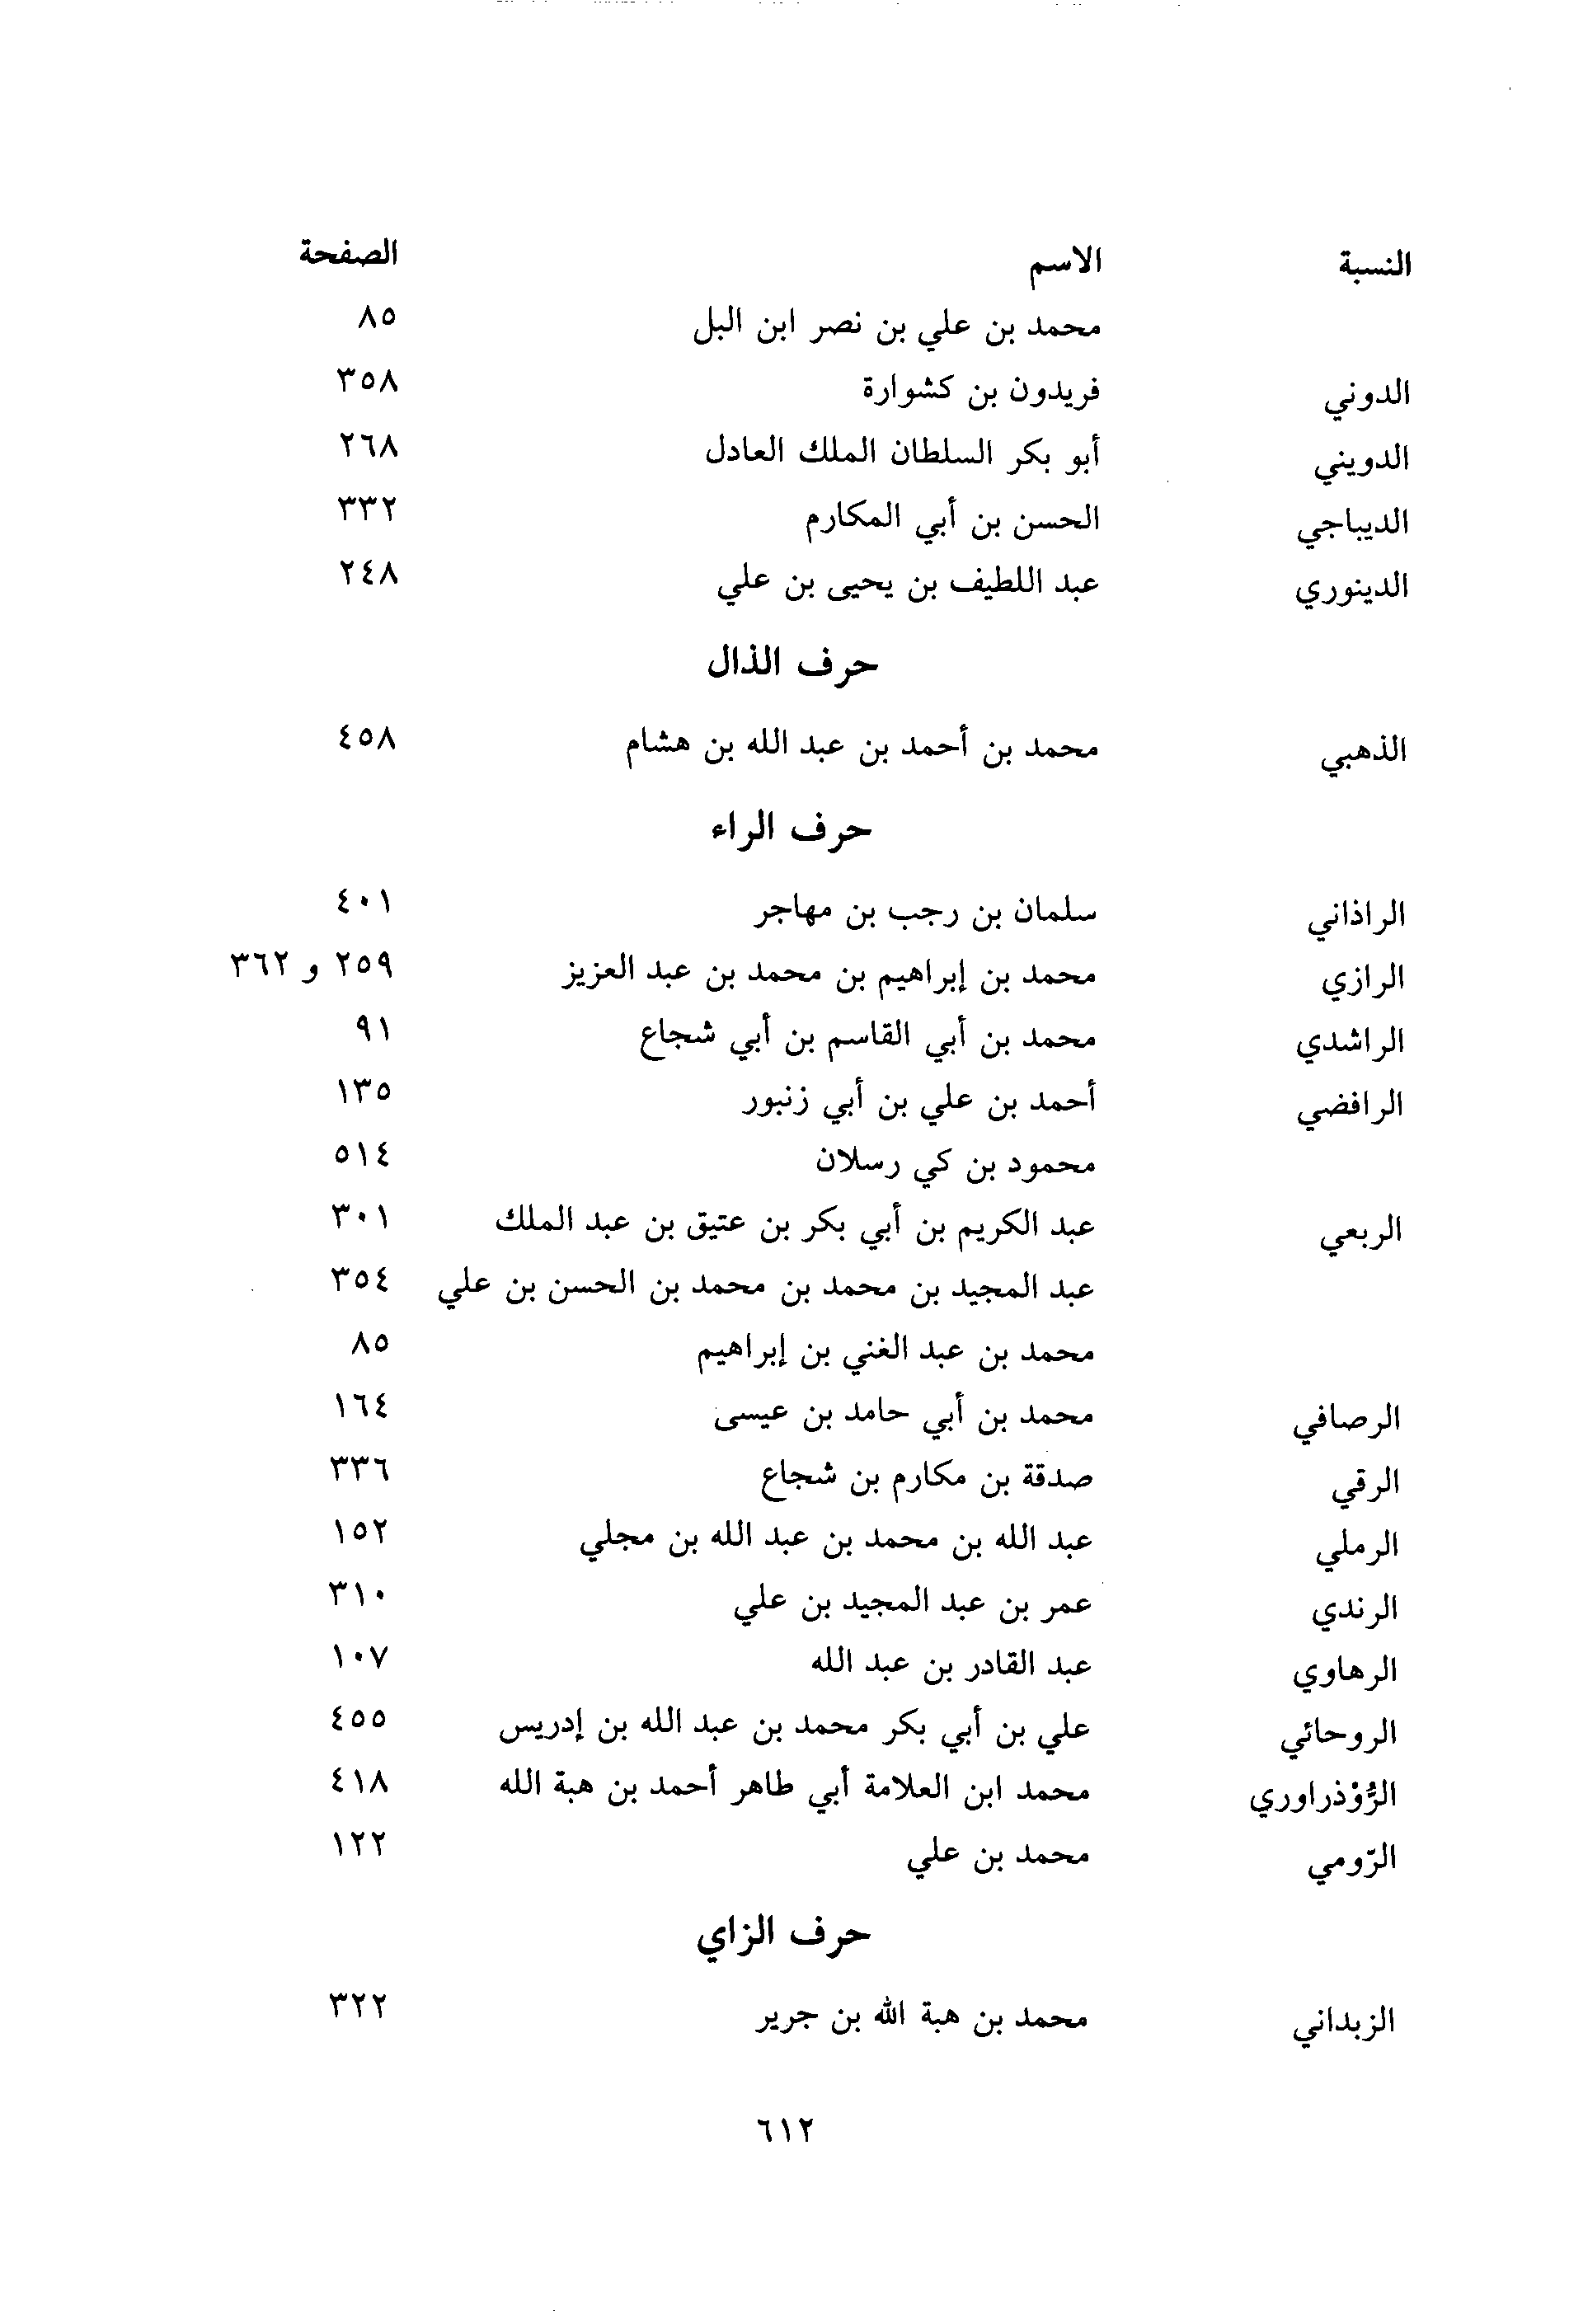 النسبة الاسم الصفحة
محمد بن علي بن نصر ابن البل ٨٥
الدوني فريدون بن كشوارة ٣٥٨
الدويني أبو بكر السلطان الملك العادل ٢٦٨
الديباجي الحسن بن أبي المكارم ٣٣٢
الدينوري عبد اللطيف بن يحيى بن علي ٢٤٨
حرف الذال
الذهبي محمد بن أحمد بن عبد الله بن هشام ٤٥٨
حرف الراء
الراذاني سلمان بن رجب بن مهاجر ٤٠١
الرازي محمد بن إبراهيم بن محمد بن عبد العزيز ٢٥٩ و ٣٦٢
الراشدي محمد بن أبي القاسم بن أبي شجاع ٩١
الرافضي أحمد بن علي بن أبي زنبور ١٣٥
محمود بن كي رسلان ٥١٤
الربعي عبد الكريم بن أبي بكر بن عتيق بن عبد الملك ٣٠١
عبد المجيد بن محمد بن محمد بن الحسن بن علي ٣٥٤
محمد بن عبد الغني بن إبراهيم ٨٥
الرصافي محمد بن أبي حامد بن عيسى ١٦٤
الرقي صدقة بن مكارم بن شجاع ٣٣٦
الرملي عبد الله بن محمد بن عبد الله بن مجلي ١٥٢
الرندي عمر بن عبد المجيد بن علي ٣١٠
الرهاوي عبد القادر بن عبد الله ١٠٧
الروحائي علي بن أبي بكر محمد بن عبد الله بن إدريس ٤٥٥
الرُّوْذراوري محمد ابن العلامة أبي طاهر أحمد بن هبة الله ٤١٨
الرّومي محمد بن علي ١٢٢
حرف الزاي
الزبداني محمد بن هبة الله بن جرير ٣٢٢
٦١٢